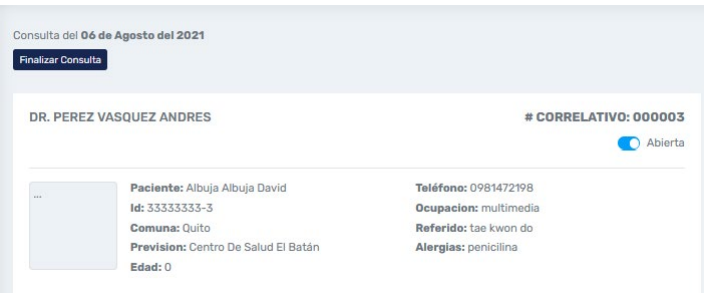 Consulta del 06 de Agosto del 2021
Finalizar Consulta
DR. PEREZ VASQUEZ ANDRES
# CORRELATIVO: 000003
Abierta
...
Paciente: Albuja Albuja David
Id: 33333333-3
Comuna: Quito
Prevision: Centro De Salud El Batán
Edad: 0
Teléfono: 0981472198
Ocupacion: multimedia
Referido: tae kwon do
Alergias: penicilina